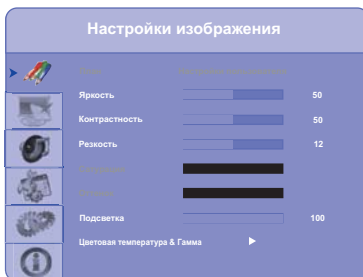 Настройки изображения
Яркость 50
Контрастность 50
Резкость 12
Подсветка 100
Цветовая температура & Гамма